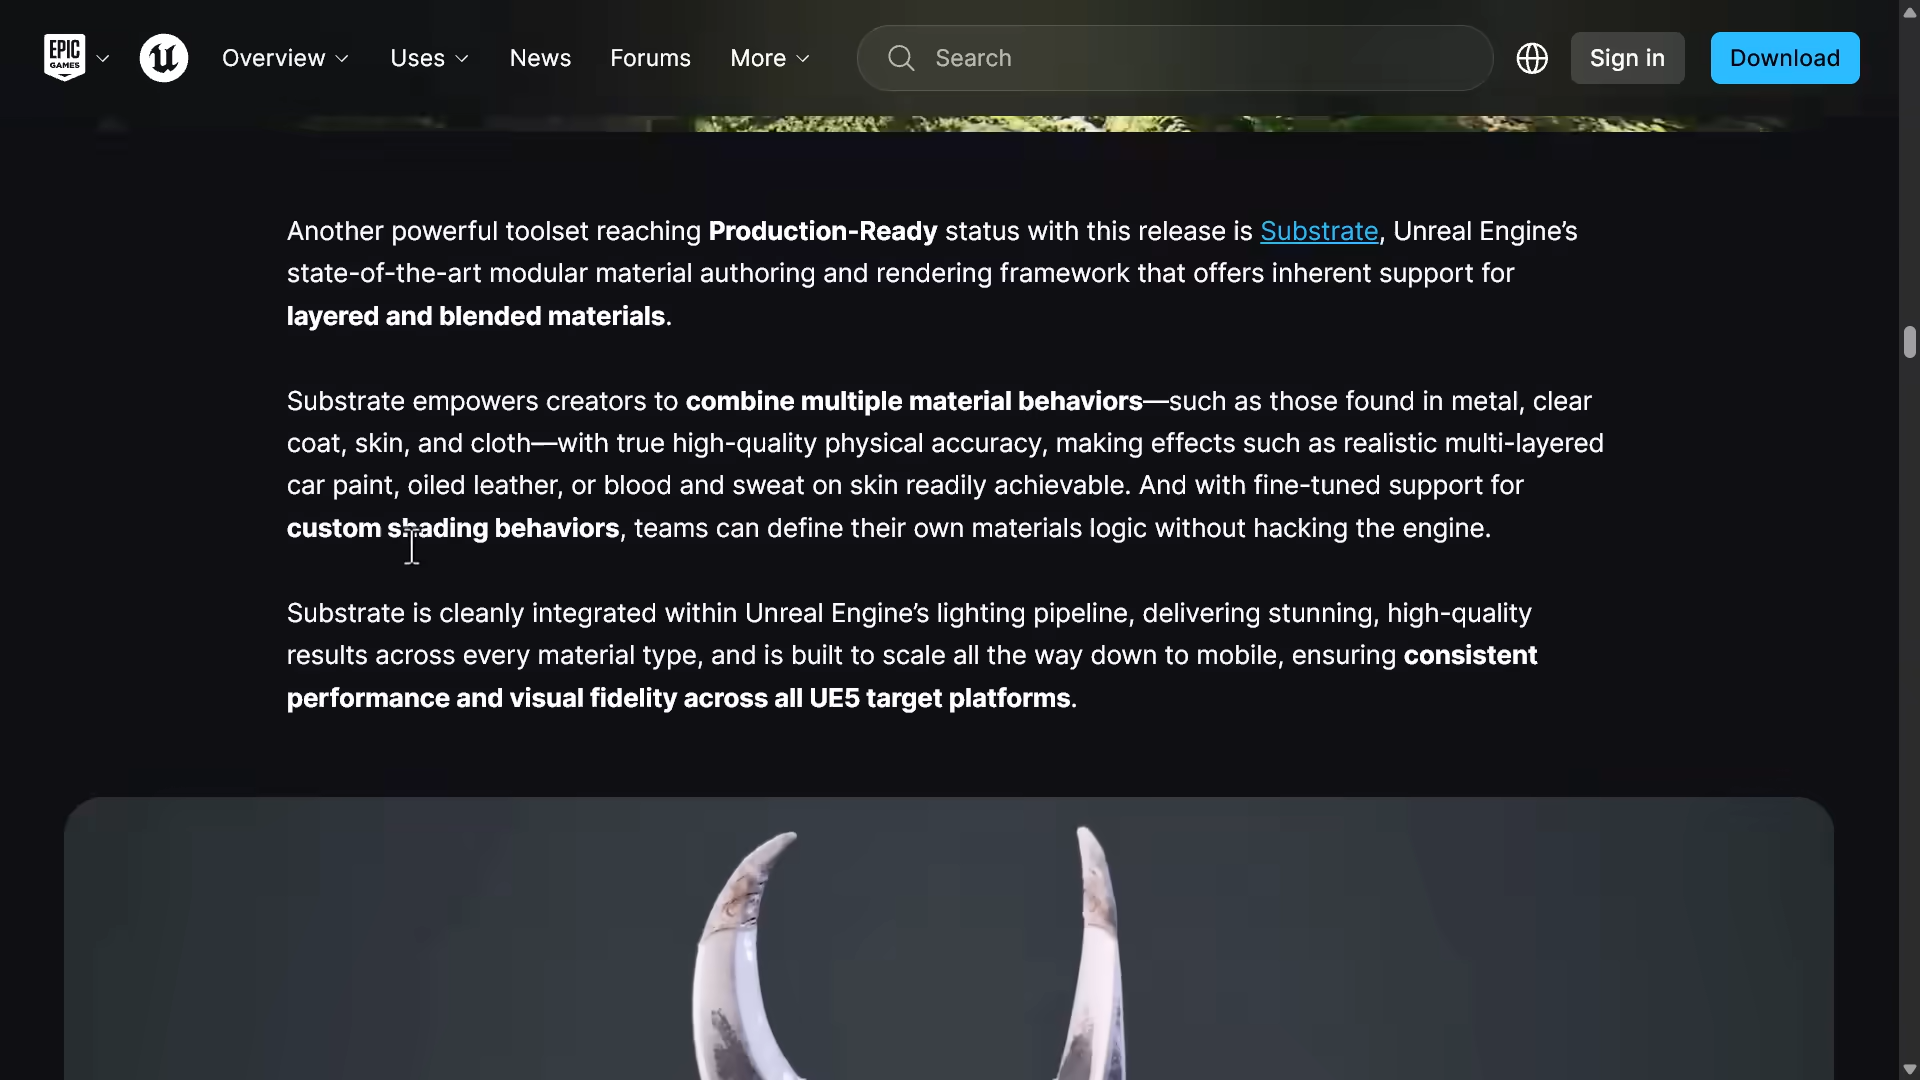 EPIC GAMES
Overview
Uses
News
Forums
More
Search
Sign in
Download
Another powerful toolset reaching Production-Ready status with this release is Substrate, Unreal Engine’s
state-of-the-art modular material authoring and rendering framework that offers inherent support for
layered and blended materials.
Substrate empowers creators to combine multiple material behaviors—such as those found in metal, clear
coat, skin, and cloth—with true high-quality physical accuracy, making effects such as realistic multi-layered
car paint, oiled leather, or blood and sweat on skin readily achievable. And with fine-tuned support for
custom shading behaviors, teams can define their own materials logic without hacking the engine.
Substrate is cleanly integrated within Unreal Engine’s lighting pipeline, delivering stunning, high-quality
results across every material type, and is built to scale all the way down to mobile, ensuring consistent
performance and visual fidelity across all UE5 target platforms.